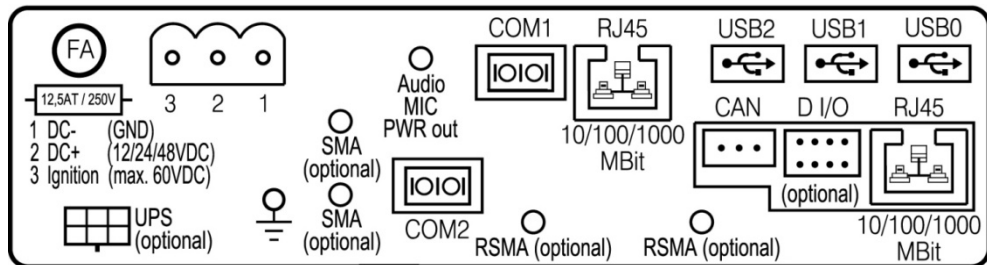 FA
12,5AT / 250V
3 2 1
1 DC- (GND)
2 DC+ (12/24/48VDC)
3 Ignition (max. 60VDC)
UPS
(optional)
SMA
(optional)
SMA
(optional)
Audio
MIC
PWR out
COM1
IOIOI
RJ45
10/100/1000
MBit
IOIOI
COM2
RSMA (optional)
RSMA (optional)
USB2 USB1 USB0
CAN
D I/O
(optional)
RJ45
10/100/1000
MBit